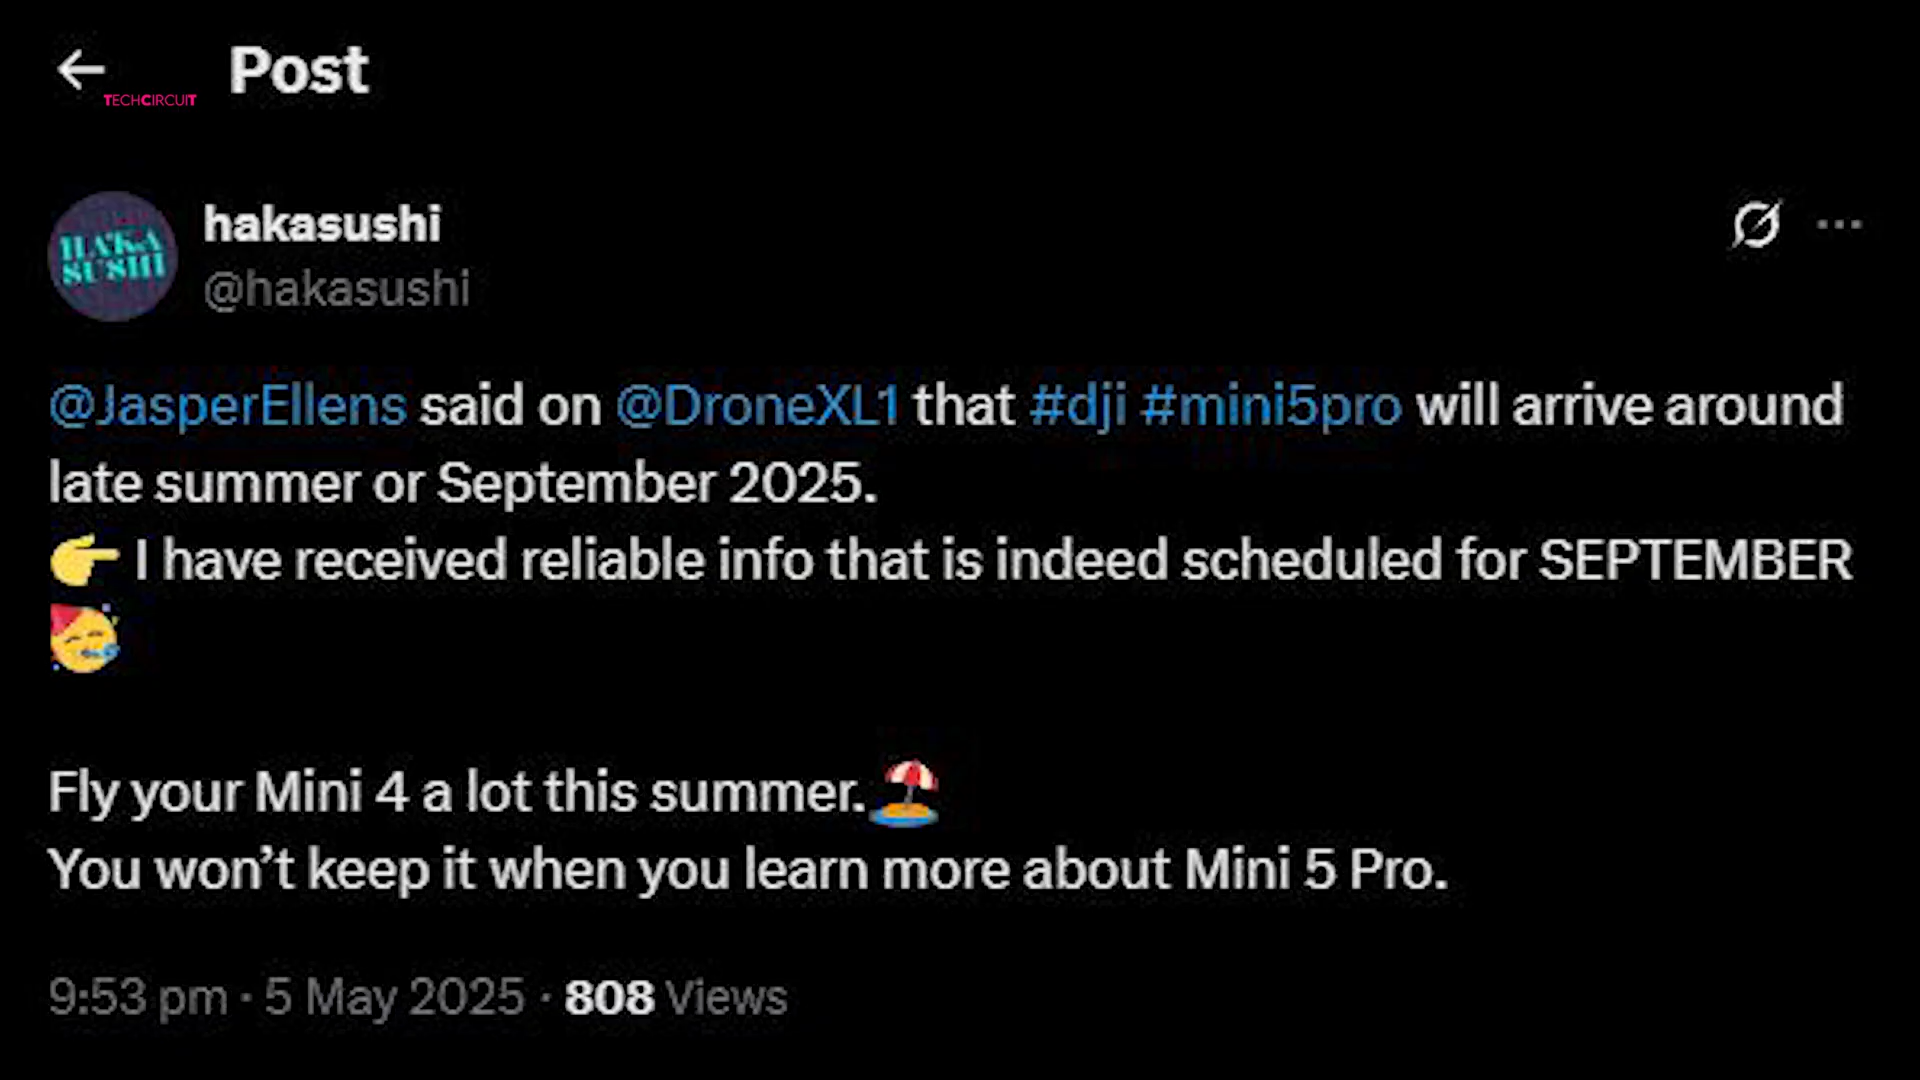 Post
TECHCIRCUIT
HAKA
SUSHI
hakasushi
@hakasushi
@JasperEllens said on @DroneXL1 that #dji #mini5pro will arrive around
late summer or September 2025.
👉 I have received reliable info that is indeed scheduled for SEPTEMBER
🥳
Fly your Mini 4 a lot this summer.🏖️
You won’t keep it when you learn more about Mini 5 Pro.
9:53 pm · 5 May 2025 · 808 Views